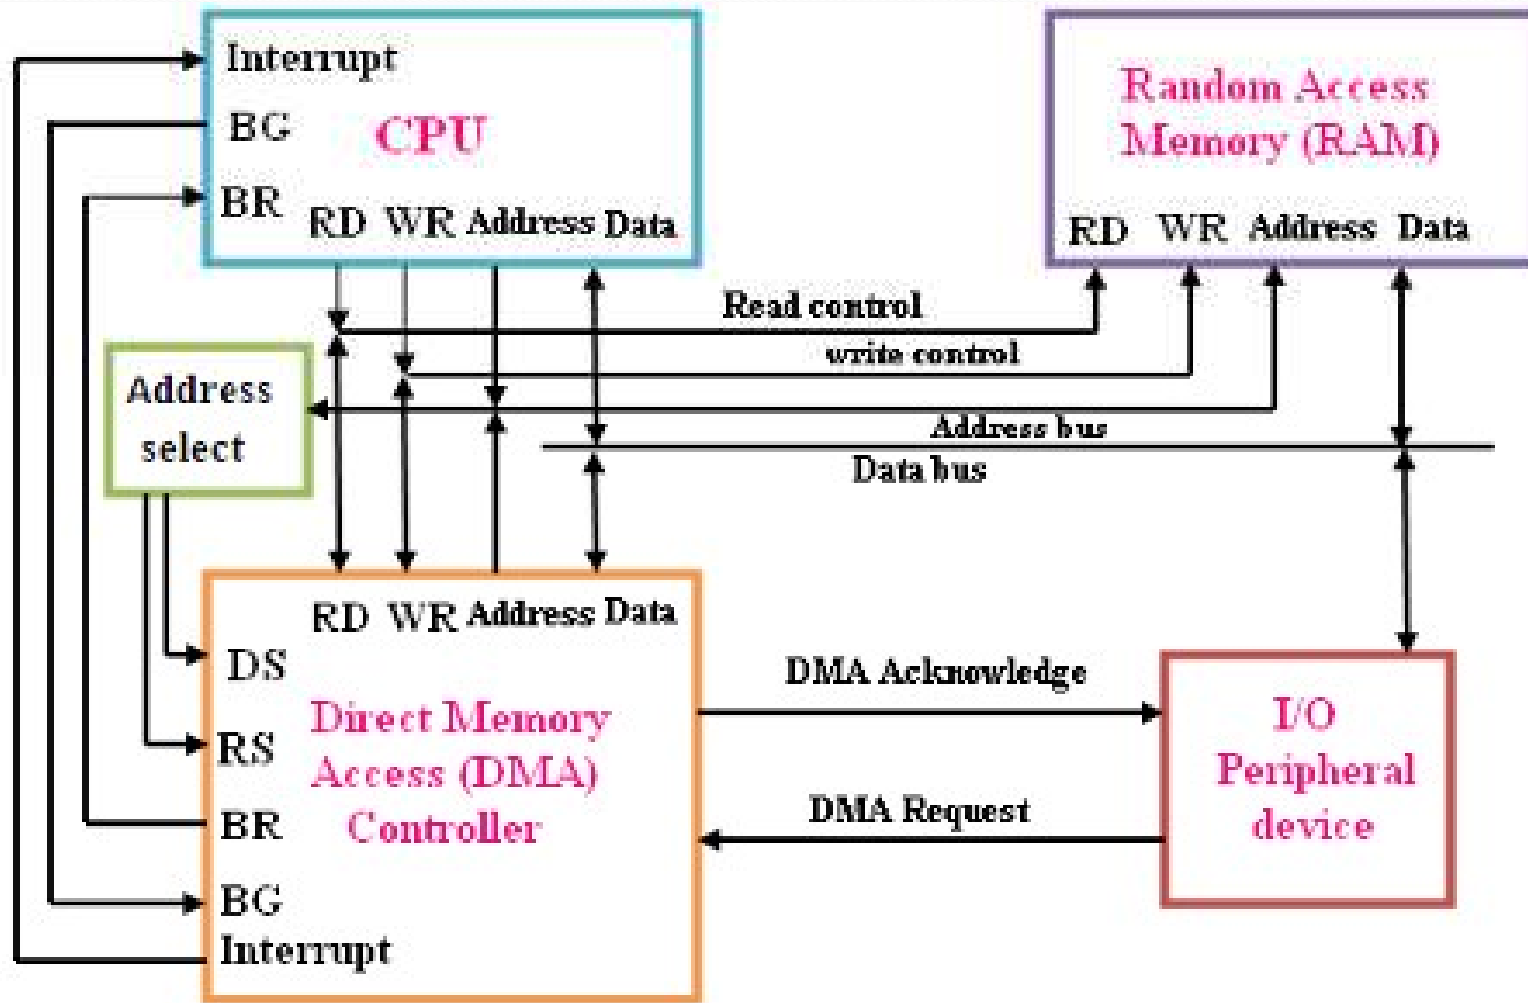 Interrupt
BG
CPU
BR
RD WR Address Data
Random Access
Memory (RAM)
RD WR Address Data
Read control
write control
Address
select
Address bus
Data bus
RD WR Address Data
DS
RS
BR
BG
Interrupt
Direct Memory
Access (DMA)
Controller
DMA Acknowledge
DMA Request
I/O
Peripheral
device